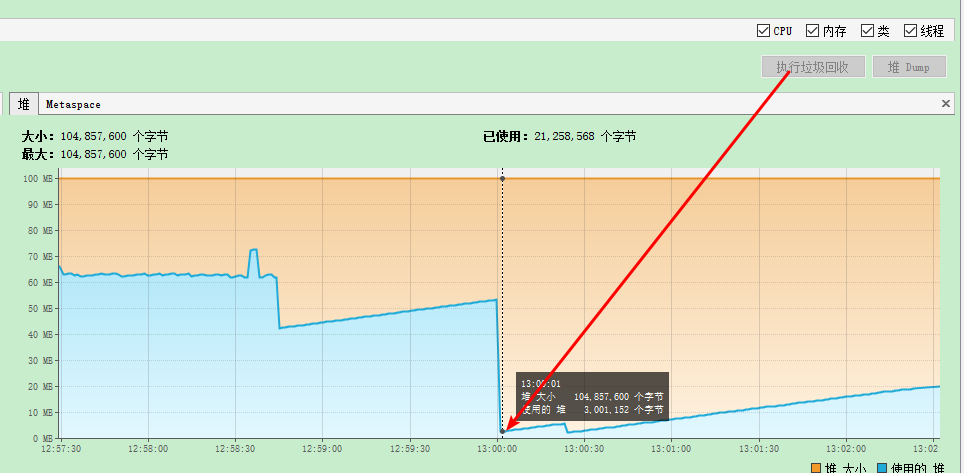 CPU 内存 类 线程
执行垃圾回收 堆 Dump
堆 Metaspace
大小: 104,857,600 个字节 已使用: 21,258,568 个字节
最大: 104,857,600 个字节
100 MB
90 MB
80 MB
70 MB
60 MB
50 MB
40 MB
30 MB
20 MB
10 MB
0 MB
13:00:01
堆 大小 104,857,600 个字节
使用的 堆 3,001,152 个字节
12:57:30 12:58:00 12:58:30 12:59:00 12:59:30 13:00:00 13:00:30 13:01:00 13:01:30 13:02:00 13:02
堆 大小 使用的 堆